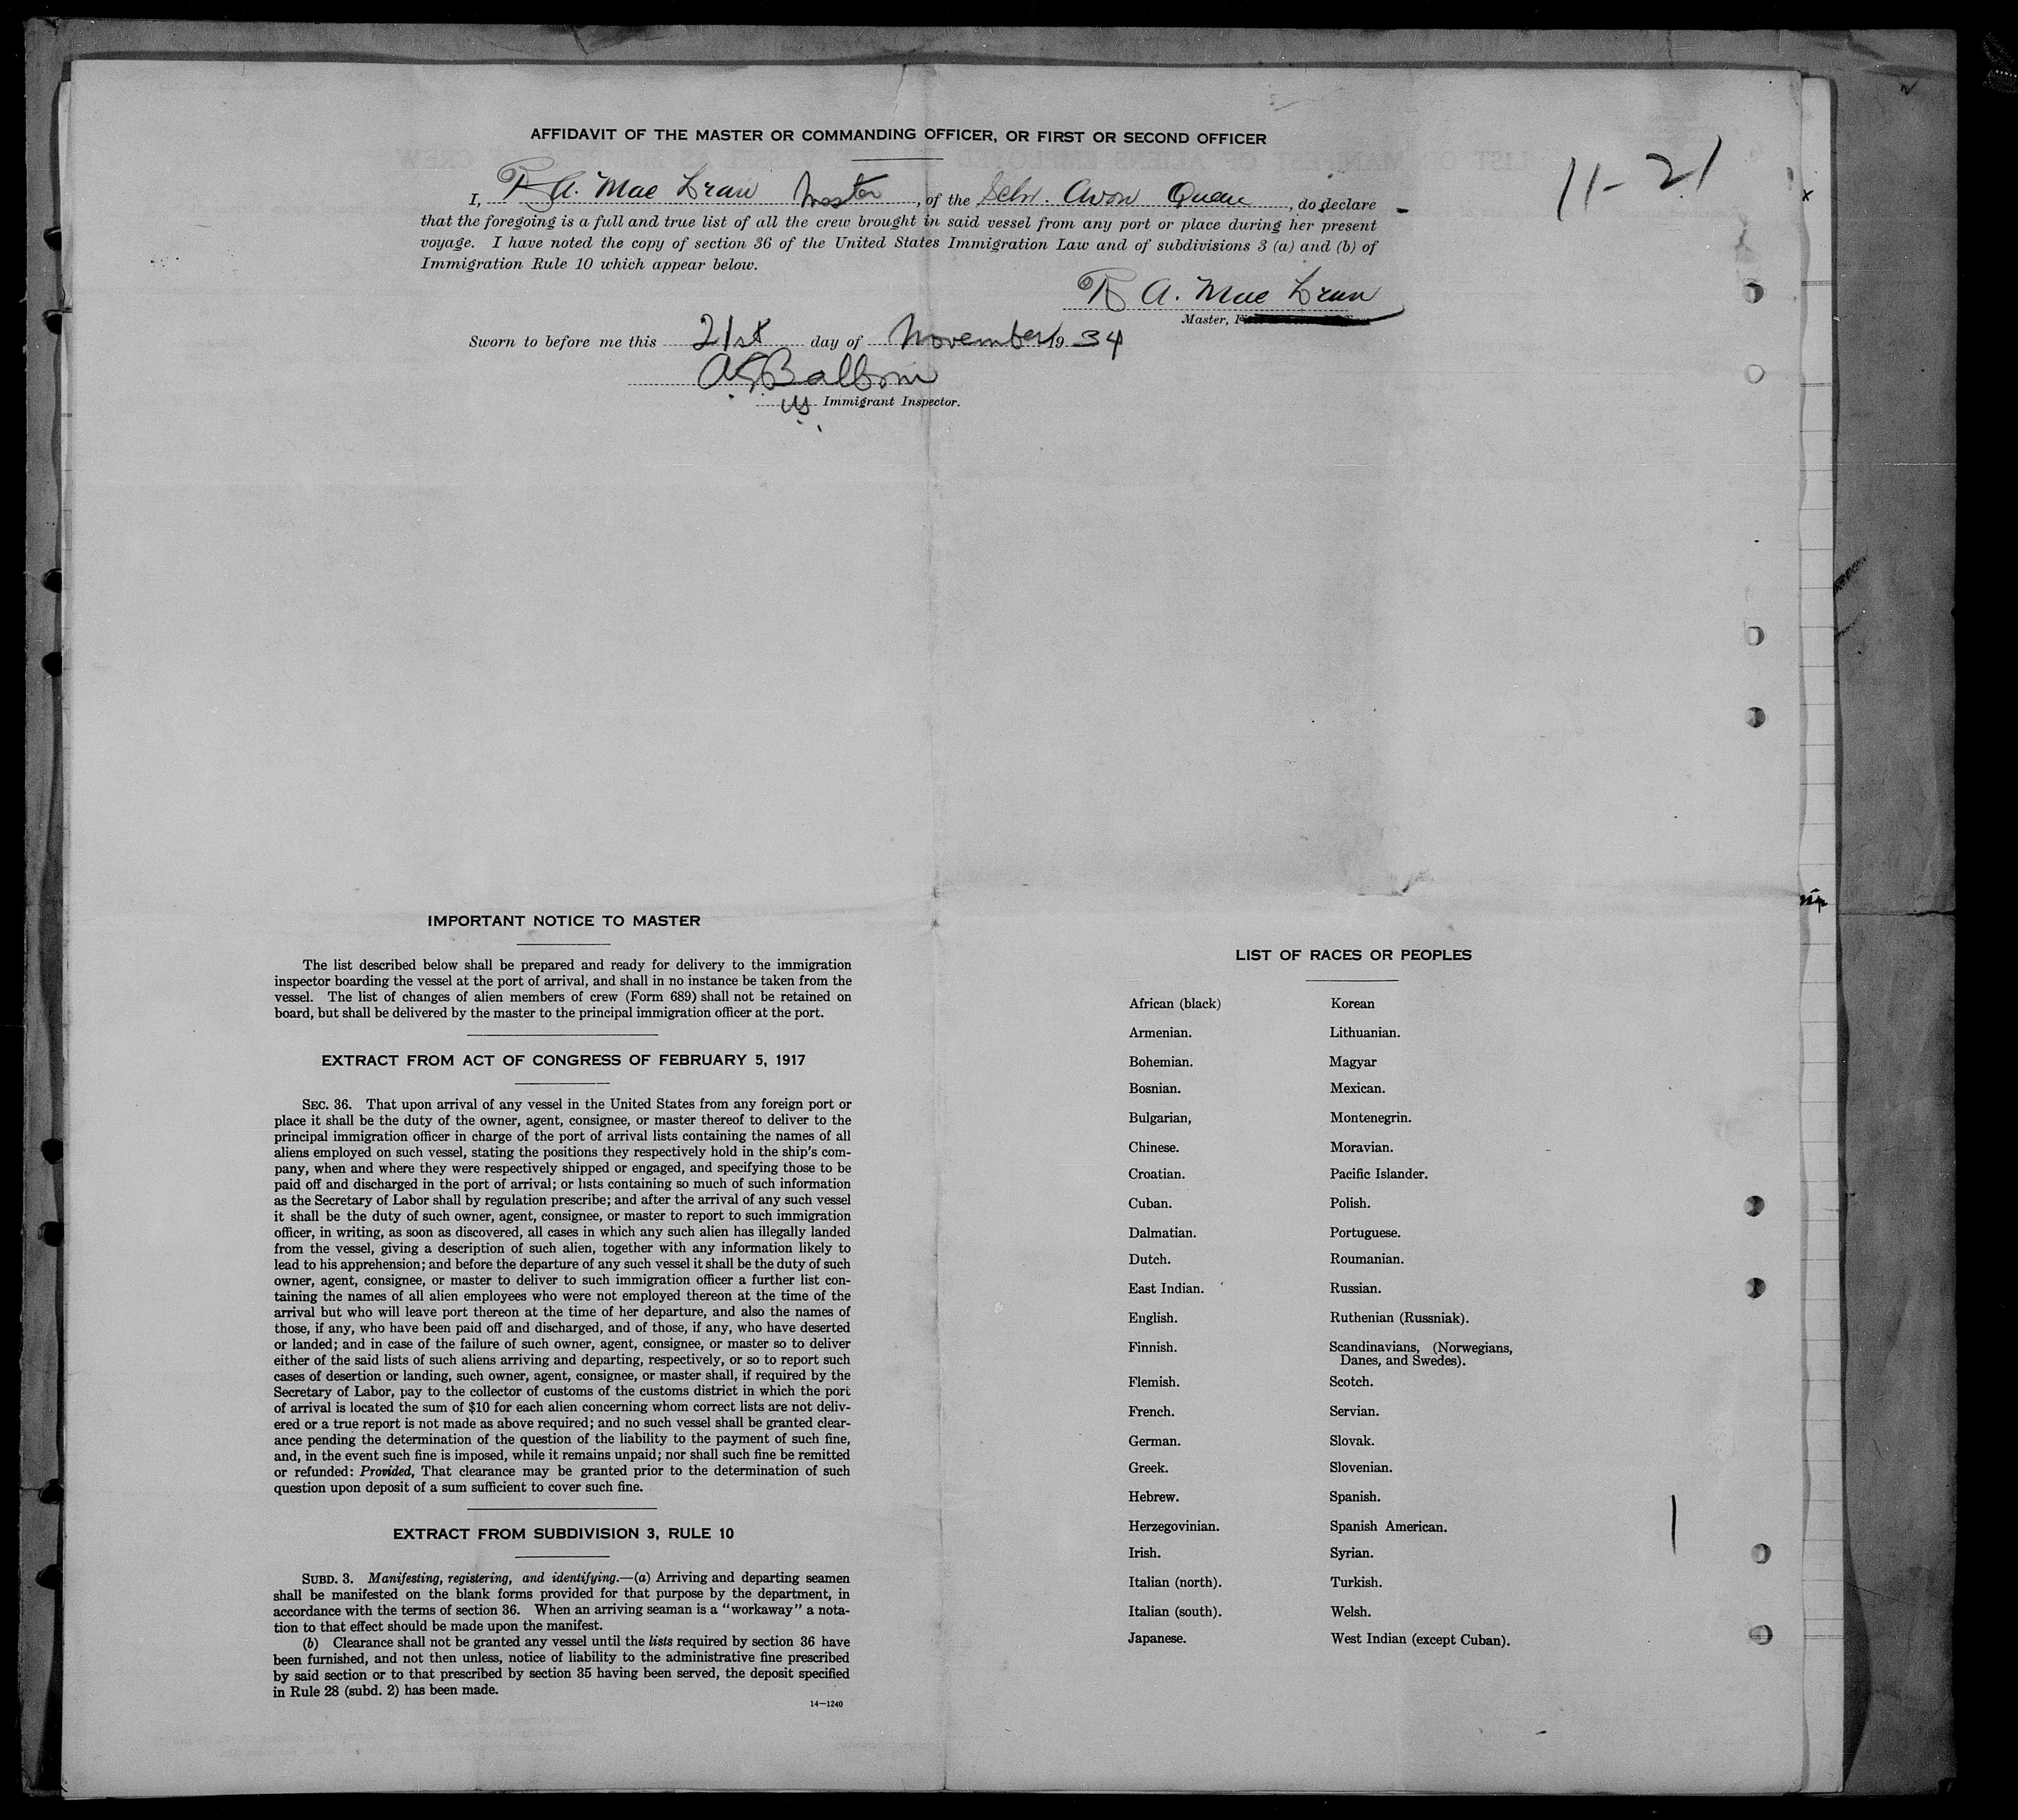 AFFIDAVIT OF THE MASTER OR COMMANDING OFFICER, OR FIRST OR SECOND OFFICER
11-21
I, R A. Mac Lean Master, of the Schr. Avon Queen, do declare
that the foregoing is a full and true list of all the crew brought in said vessel from any port or place during her present
voyage. I have noted the copy of section 36 of the United States Immigration Law and of subdivisions 3 (a) and (b) of
Immigration Rule 10 which appear below.
R A. Mac Lean
Master,
Sworn to before me this 21st day of November 1934
US Immigrant Inspector.
IMPORTANT NOTICE TO MASTER
The list described below shall be prepared and ready for delivery to the immigration
inspector boarding the vessel at the port of arrival, and shall in no instance be taken from the
vessel. The list of changes of alien members of crew (Form 689) shall not be retained on
board, but shall be delivered by the master to the principal immigration officer at the port.
EXTRACT FROM ACT OF CONGRESS OF FEBRUARY 5, 1917
SEC. 36. That upon arrival of any vessel in the United States from any foreign port or
place it shall be the duty of the owner, agent, consignee, or master thereof to deliver to the
principal immigration officer in charge of the port of arrival lists containing the names of all
aliens employed on such vessel, stating the positions they respectively hold in the ship's com-
pany, when and where they were respectively shipped or engaged, and specifying those to be
paid off and discharged in the port of arrival; or lists containing so much of such information
as the Secretary of Labor shall by regulation prescribe; and after the arrival of any such vessel
it shall be the duty of such owner, agent, consignee, or master to report to such immigration
officer, in writing, as soon as discovered, all cases in which any such alien has illegally landed
from the vessel, giving a description of such alien, together with any information likely to
lead to his apprehension; and before the departure of any such vessel it shall be the duty of such
owner, agent, consignee, or master to deliver to such immigration officer a further list con-
taining the names of all alien employees who were not employed thereon at the time of the
arrival but who will leave port thereon at the time of her departure, and also the names of
those, if any, who have been paid off and discharged, and of those, if any, who have deserted
or landed; and in case of the failure of such owner, agent, consignee, or master so to deliver
either of the said lists of such aliens arriving and departing, respectively, or so to report such
cases of desertion or landing, such owner, agent, consignee, or master shall, if required by the
Secretary of Labor, pay to the collector of customs of the customs district in which the port
of arrival is located the sum of $10 for each alien concerning whom correct lists are not deliv-
ered or a true report is not made as above required; and no such vessel shall be granted clear-
ance pending the determination of the question of the liability to the payment of such fine,
and, in the event such fine is imposed, while it remains unpaid; nor shall such fine be remitted
or refunded: Provided, That clearance may be granted prior to the determination of such
question upon deposit of a sum sufficient to cover such fine.
EXTRACT FROM SUBDIVISION 3, RULE 10
SUBD. 3. Manifesting, registering, and identifying.—(a) Arriving and departing seamen
shall be manifested on the blank forms provided for that purpose by the department, in
accordance with the terms of section 36. When an arriving seaman is a "workaway" a nota-
tion to that effect should be made upon the manifest.
(b) Clearance shall not be granted any vessel until the lists required by section 36 have
been furnished, and not then unless, notice of liability to the administrative fine prescribed
by said section or to that prescribed by section 35 having been served, the deposit specified
in Rule 28 (subd. 2) has been made.
14—1240
LIST OF RACES OR PEOPLES
African (black)
Armenian.
Bohemian.
Bosnian.
Bulgarian,
Chinese.
Croatian.
Cuban.
Dalmatian.
Dutch.
East Indian.
English.
Finnish.
Flemish.
French.
German.
Greek.
Hebrew.
Herzegovinian.
Irish.
Italian (north).
Italian (south).
Japanese.
Korean
Lithuanian.
Magyar
Mexican.
Montenegrin.
Moravian.
Pacific Islander.
Polish.
Portuguese.
Roumanian.
Russian.
Ruthenian (Russniak).
Scandinavians, (Norwegians,
Danes, and Swedes).
Scotch.
Servian.
Slovak.
Slovenian.
Spanish.
Spanish American.
Syrian.
Turkish.
Welsh.
West Indian (except Cuban).